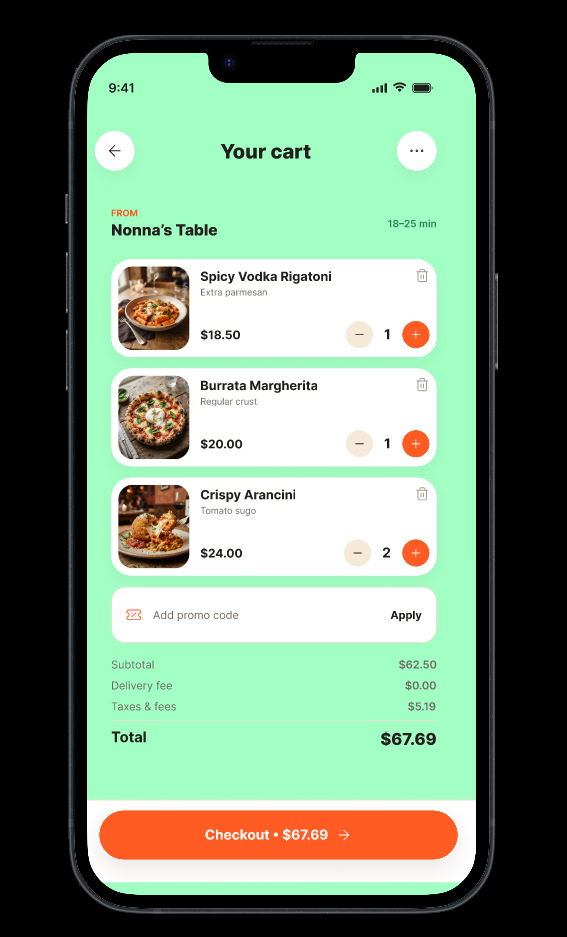 9:41
Your cart
FROM
Nonna’s Table
18–25 min
Spicy Vodka Rigatoni
Extra parmesan
$18.50
1
Burrata Margherita
Regular crust
$20.00
1
Crispy Arancini
Tomato sugo
$24.00
2
Add promo code
Apply
Subtotal $62.50
Delivery fee $0.00
Taxes & fees $5.19
Total $67.69
Checkout • $67.69